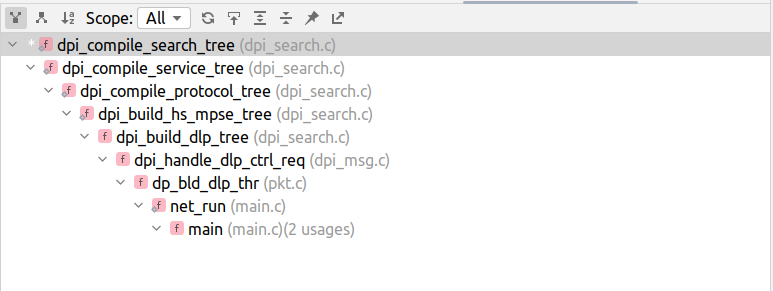 Scope: All
* dpi_compile_search_tree (dpi_search.c)
dpi_compile_service_tree (dpi_search.c)
dpi_compile_protocol_tree (dpi_search.c)
dpi_build_hs_mpse_tree (dpi_search.c)
dpi_build_dlp_tree (dpi_search.c)
dpi_handle_dlp_ctrl_req (dpi_msg.c)
dp_bld_dlp_thr (pkt.c)
net_run (main.c)
main (main.c)(2 usages)